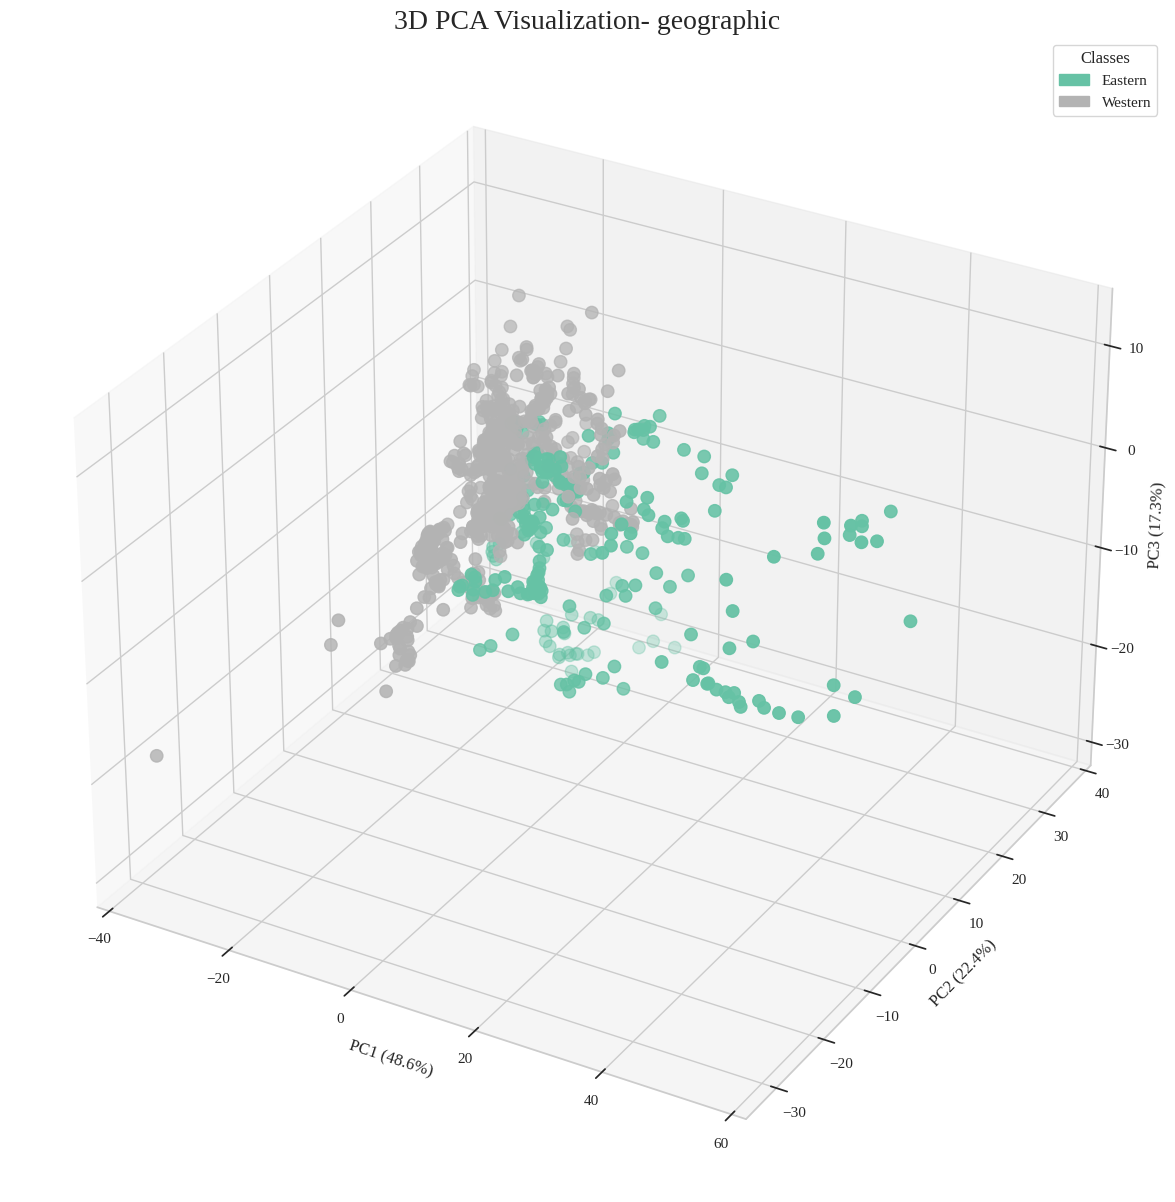 3D PCA Visualization- geographic
Classes
Eastern
Western
10
0
−10
−20
−30
PC3 (17.3%)
40
30
20
10
0
−10
−20
−30
PC2 (22.4%)
−40
−20
0
20
40
60
PC1 (48.6%)